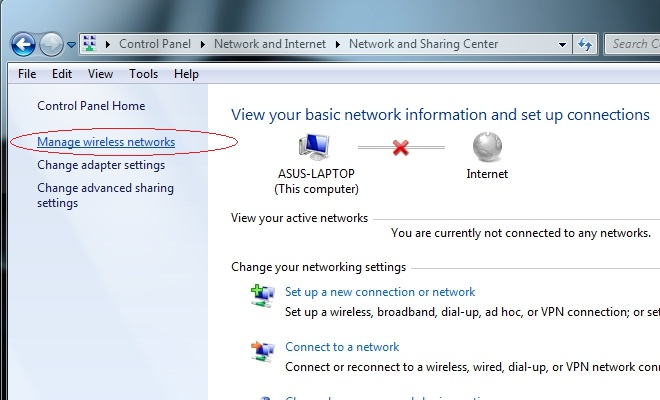 Control Panel Network and Internet Network and Sharing Center Search Co
File Edit View Tools Help
Control Panel Home
Manage wireless networks
Change adapter settings
Change advanced sharing
settings
View your basic network information and set up connections
ASUS-LAPTOP
(This computer)
Internet
View your active networks
You are currently not connected to any networks.
Change your networking settings
Set up a new connection or network
Set up a wireless, broadband, dial-up, ad hoc, or VPN connection; or set
Connect to a network
Connect or reconnect to a wireless, wired, dial-up, or VPN network conn